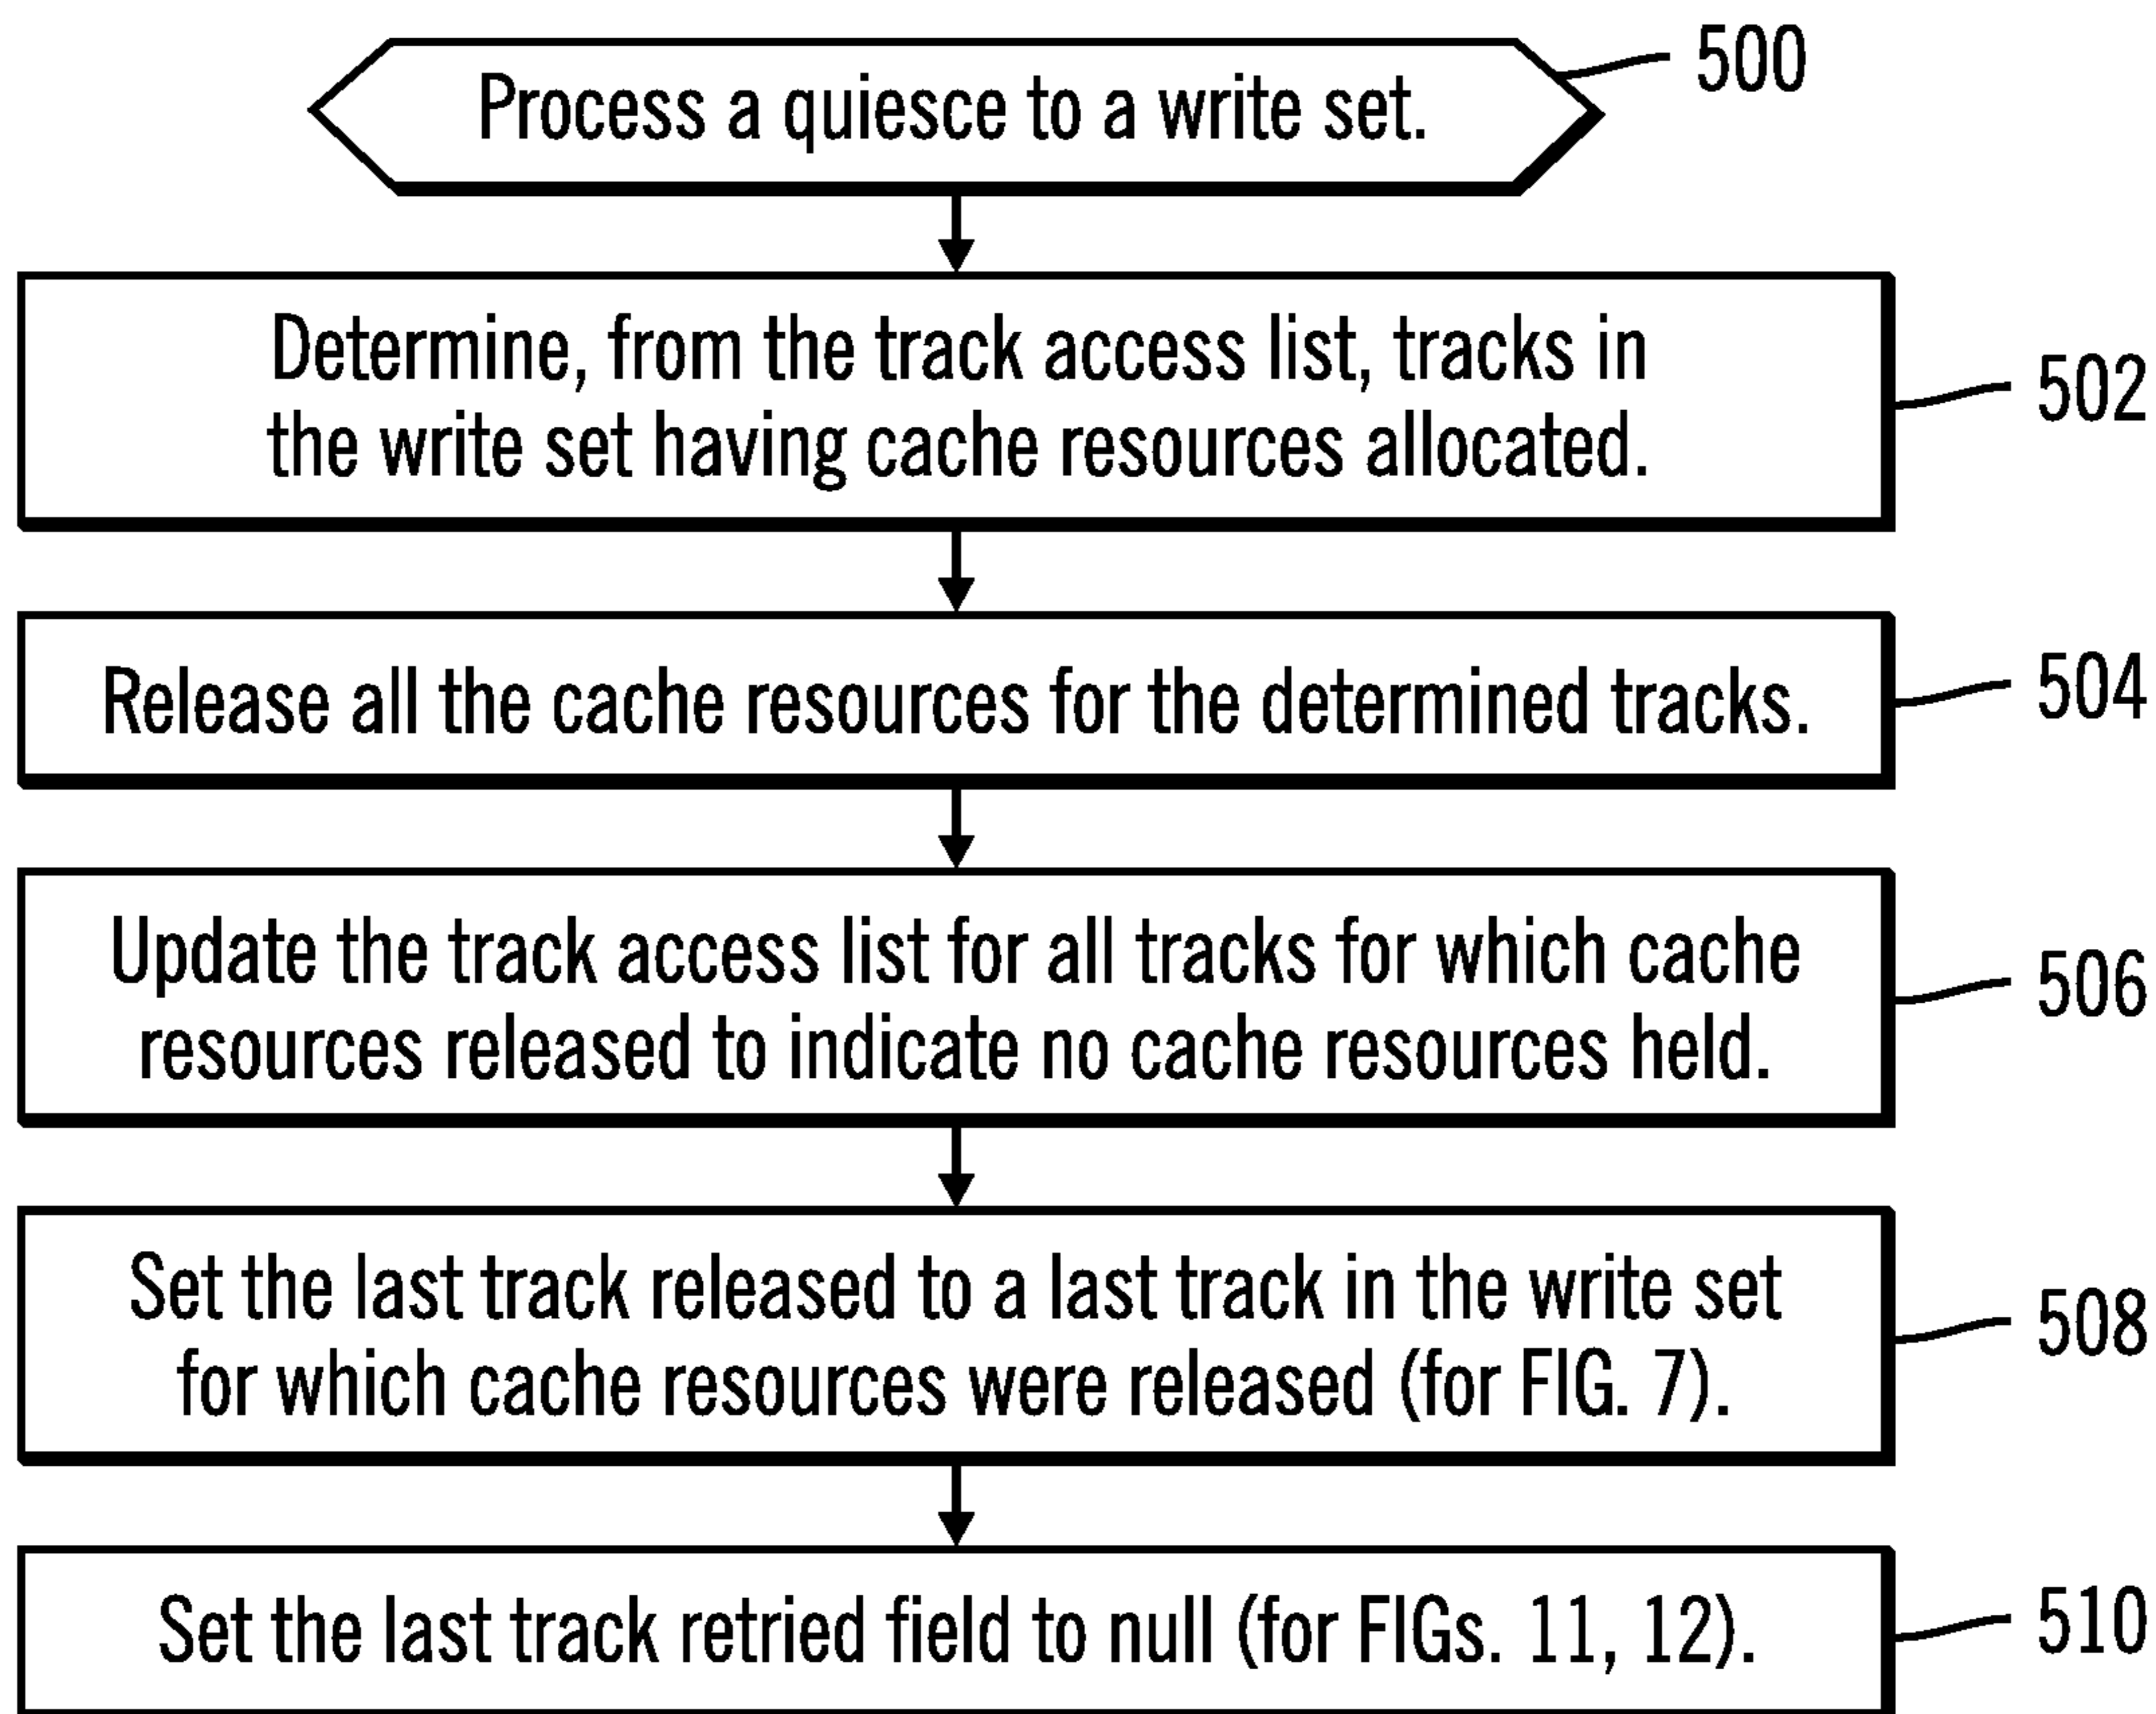 Process a quiesce to a write set.
500
Determine, from the track access list, tracks in
the write set having cache resources allocated.
502
Release all the cache resources for the determined tracks.
504
Update the track access list for all tracks for which cache
resources released to indicate no cache resources held.
506
Set the last track released to a last track in the write set
for which cache resources were released (for FIG. 7).
508
Set the last track retried field to null (for FIGs. 11, 12).
510